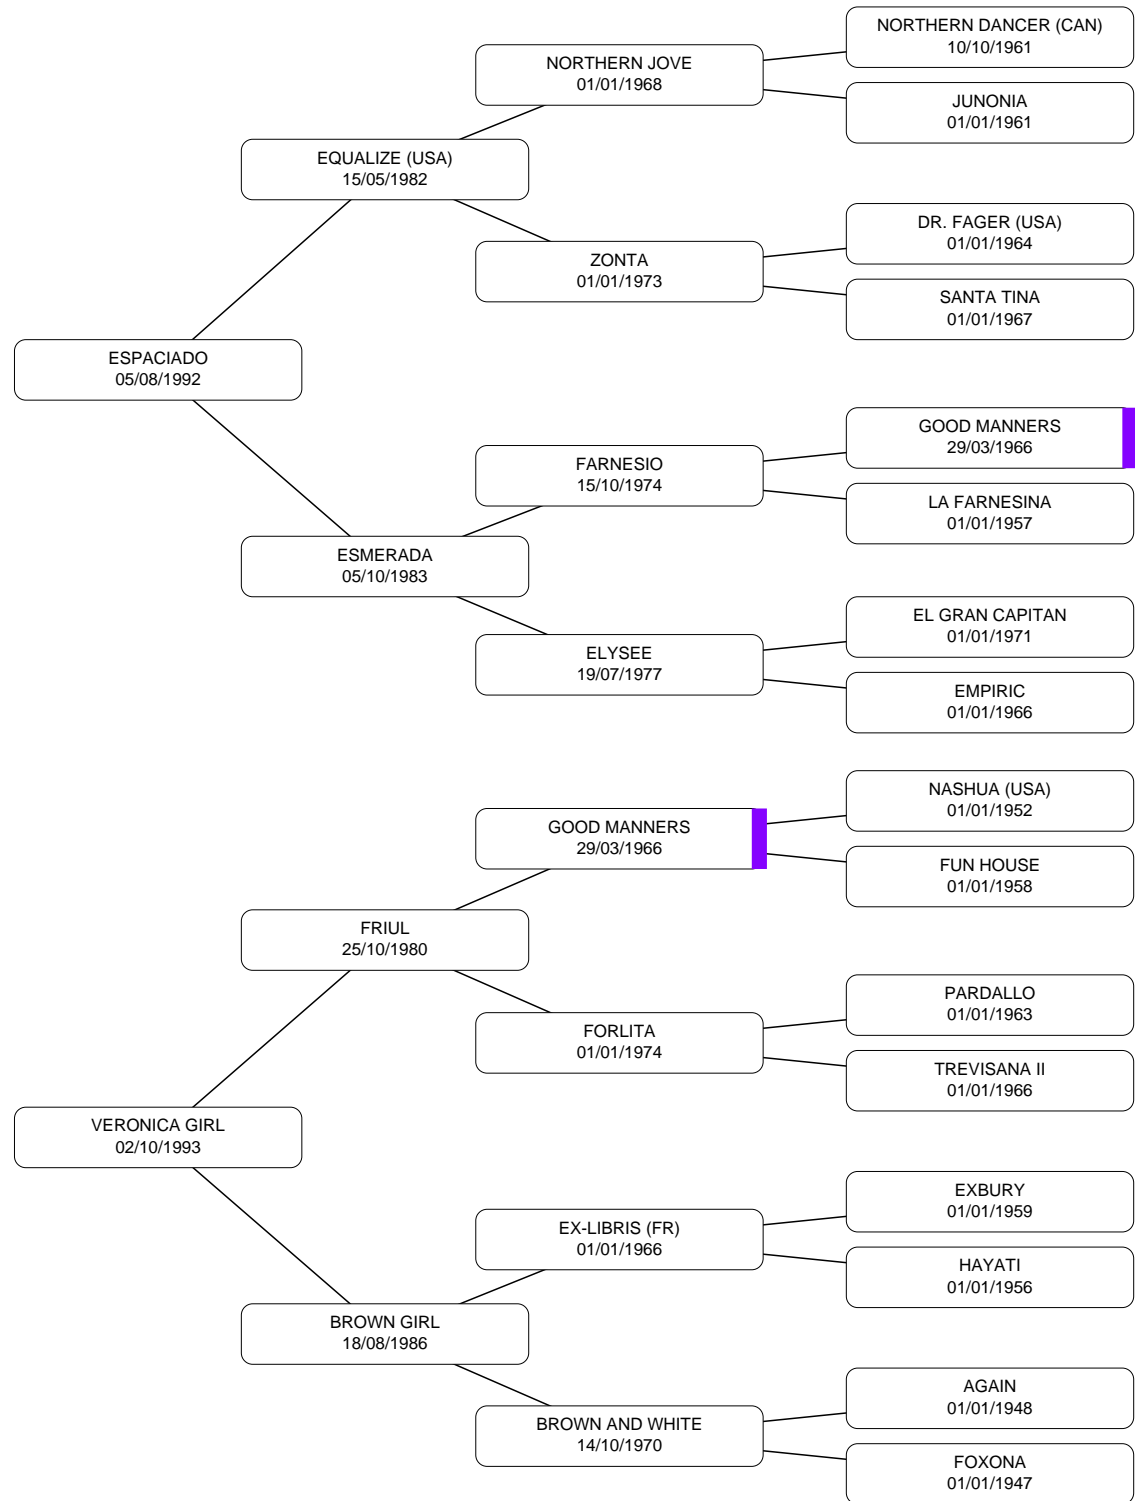 NORTHERN DANCER (CAN)
10/10/1961
NORTHERN JOVE
01/01/1968
JUNONIA
01/01/1961
EQUALIZE (USA)
15/05/1982
DR. FAGER (USA)
01/01/1964
ZONTA
01/01/1973
SANTA TINA
01/01/1967
ESPACIADO
05/08/1992
GOOD MANNERS
29/03/1966
FARNESIO
15/10/1974
LA FARNESINA
01/01/1957
ESMERADA
05/10/1983
EL GRAN CAPITAN
01/01/1971
ELYSEE
19/07/1977
EMPIRIC
01/01/1966
NASHUA (USA)
01/01/1952
GOOD MANNERS
29/03/1966
FUN HOUSE
01/01/1958
FRIUL
25/10/1980
PARDALLO
01/01/1963
FORLITA
01/01/1974
TREVISANA II
01/01/1966
VERONICA GIRL
02/10/1993
EXBURY
01/01/1959
EX-LIBRIS (FR)
01/01/1966
HAYATI
01/01/1956
BROWN GIRL
18/08/1986
AGAIN
01/01/1948
BROWN AND WHITE
14/10/1970
FOXONA
01/01/1947